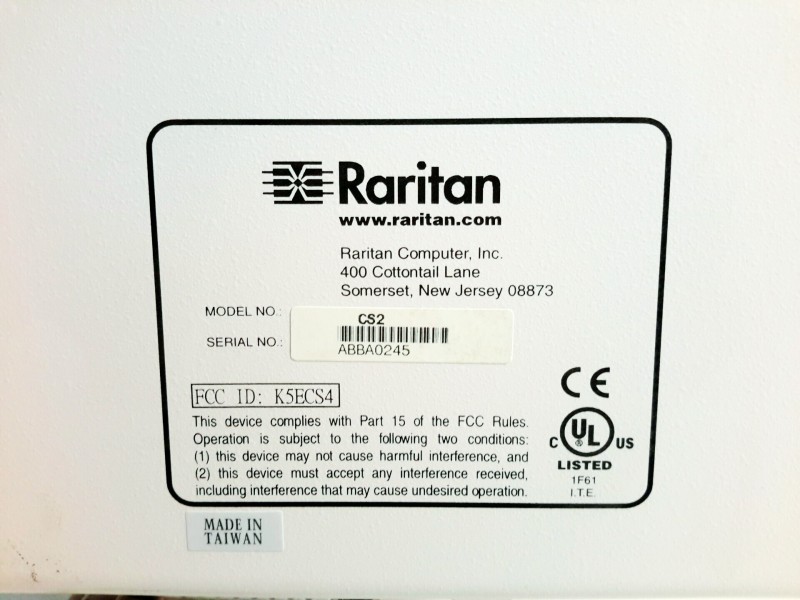 Raritan
www.raritan.com
Raritan Computer, Inc.
400 Cottontail Lane
Somerset, New Jersey 08873
MODEL NO.: CS2
SERIAL NO.: ABBA0245
FCC ID: K5ECS4
This device complies with Part 15 of the FCC Rules.
Operation is subject to the following two conditions:
(1) this device may not cause harmful interference, and
(2) this device must accept any interference received,
including interference that may cause undesired operation.
CE
C UL® US
LISTED
1F61
I.T.E.
MADE IN
TAIWAN